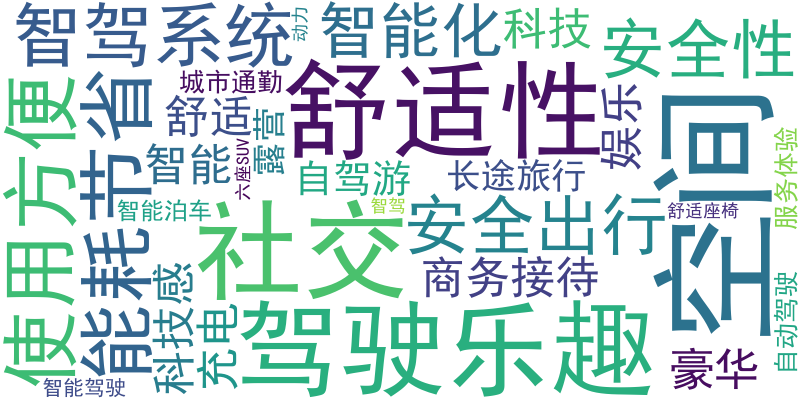 智驾系统
动力
智能化
科技
安全性
城市通勤
舒适性
舒适
露营
娱乐
空间
使用方便
能耗节省
智能
六座SUV
自驾游
长途旅行
服务体验
智能泊车
智驾
舒适座椅
社交
安全出行
科技感
充电
商务接待
自动驾驶
驾驶乐趣
豪华
智能驾驶